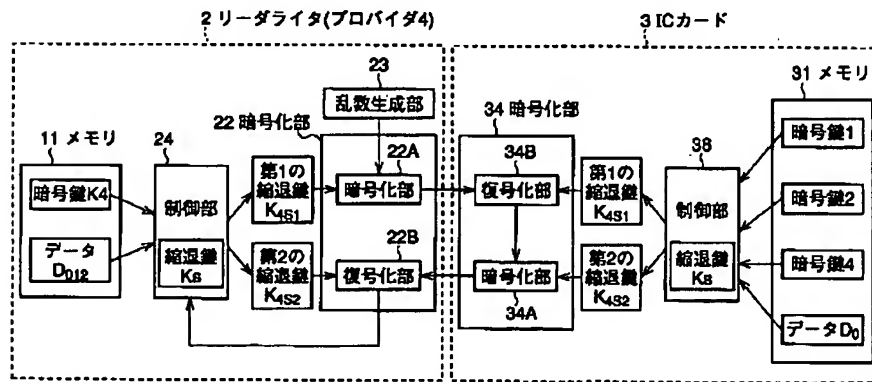 2 リーダライタ(プロバイダ4)
3 ICカード
23
乱数生成部
31 メモリ
22 暗号化部
34 暗号化部
11 メモリ
24
22A
34B
38
暗号鍵1
暗号鍵K4
制御部
第1の
縮退鍵
K4S1
暗号化部
復号化部
第1の
縮退鍵
K4S1
制御部
暗号鍵2
データ
D012
縮退鍵
Ks
第2の
縮退鍵
K4S2
22B
復号化部
暗号化部
34A
第2の
縮退鍵
K4S2
縮退鍵
Ks
暗号鍵4
データD0